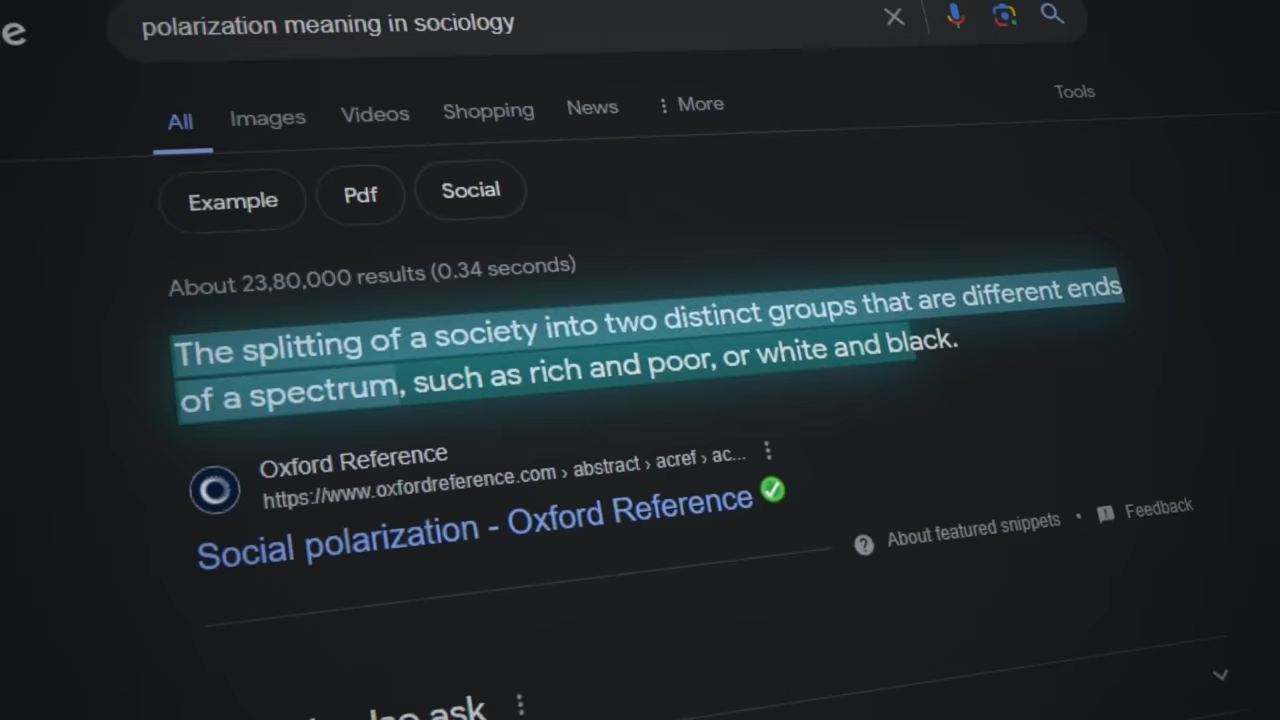 e
polarization meaning in sociology
All Images Videos Shopping News More Tools
Example Pdf Social
About 23,80,000 results (0.34 seconds)
The splitting of a society into two distinct groups that are different ends
of a spectrum, such as rich and poor, or white and black.
Oxford Reference
https://www.oxfordreference.com › abstract › acref › ac...
Social polarization - Oxford Reference
About featured snippets • Feedback
ask